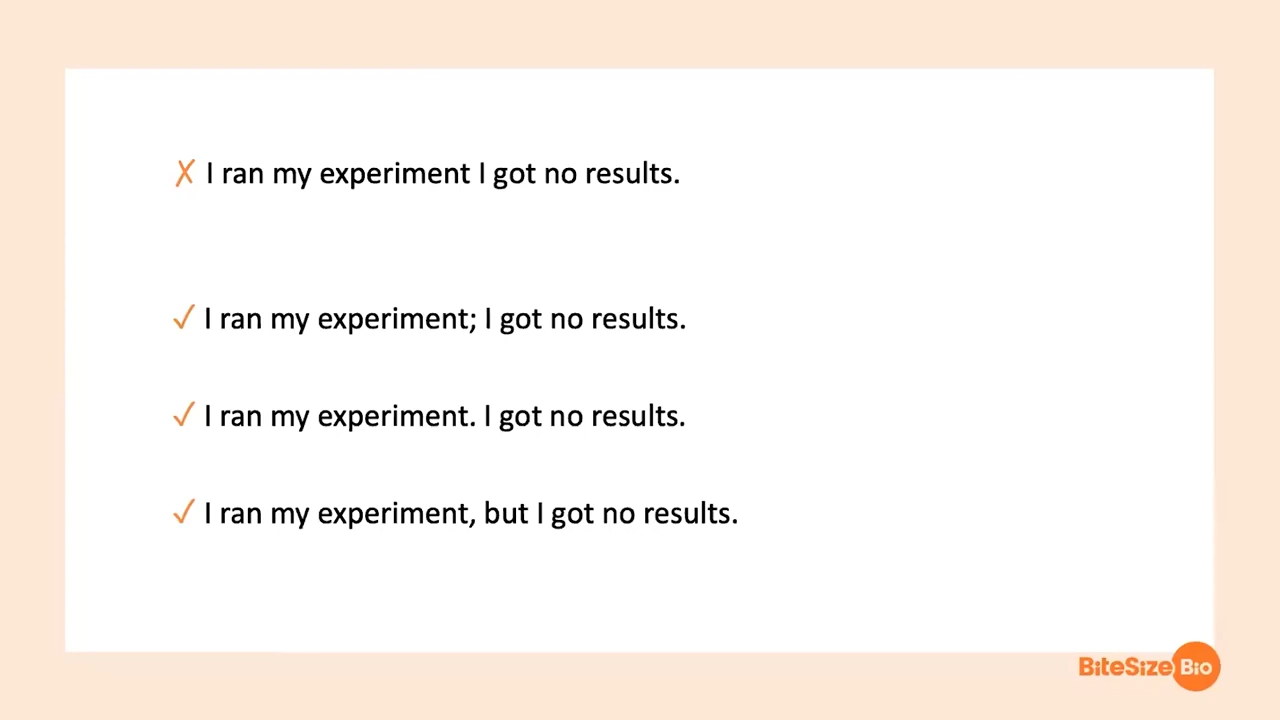 ✗ I ran my experiment I got no results.
✓ I ran my experiment; I got no results.
✓ I ran my experiment. I got no results.
✓ I ran my experiment, but I got no results.
BiteSize Bio